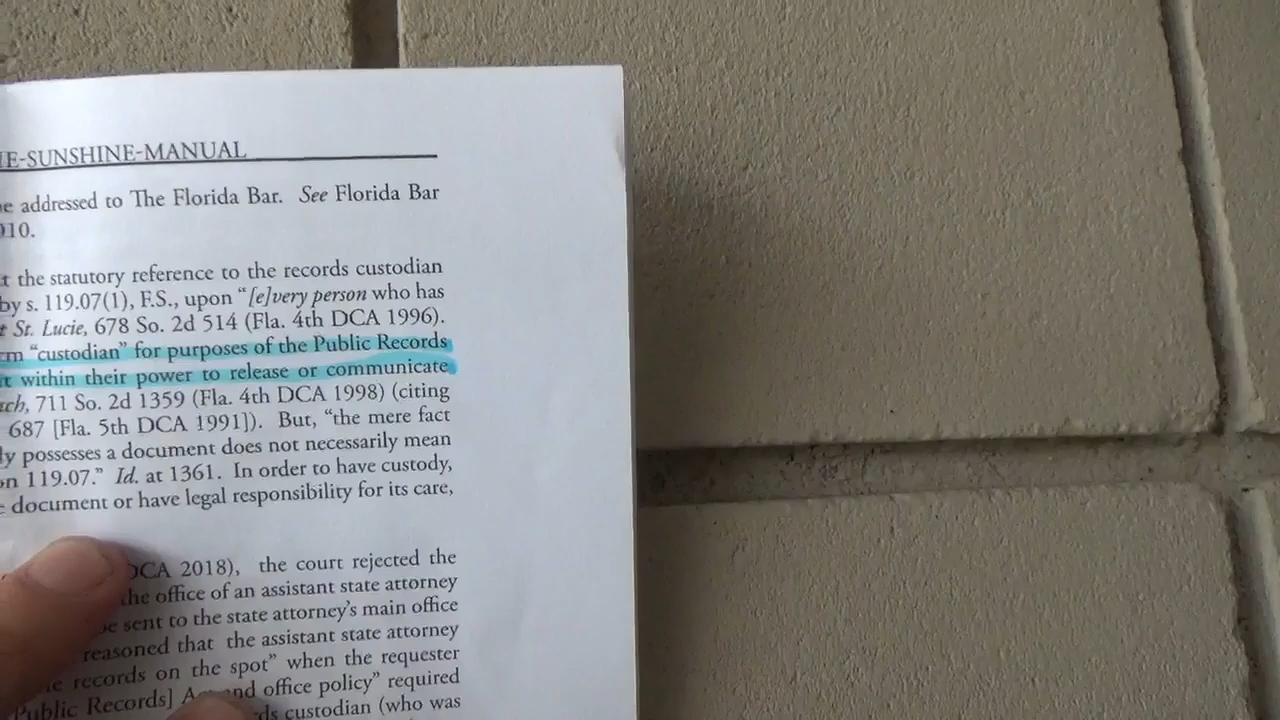 E-SUNSHINE-MANUAL
addressed to The Florida Bar. See Florida Bar
010.
the statutory reference to the records custodian
by s. 119.07(1), F.S., upon “[e]very person who has
St. Lucie, 678 So. 2d 514 (Fla. 4th DCA 1996).
“custodian” for purposes of the Public Records
within their power to release or communicate
711 So. 2d 1359 (Fla. 4th DCA 1998) (citing
687 [Fla. 5th DCA 1991]). But, “the mere fact
possesses a document does not necessarily mean
119.07.” Id. at 1361. In order to have custody,
document or have legal responsibility for its care,
DCA 2018), the court rejected the
the office of an assistant state attorney
be sent to the state attorney’s main office
reasoned that the assistant state attorney
records on the spot” when the requester
Public Records] and office policy” required
custodian (who was